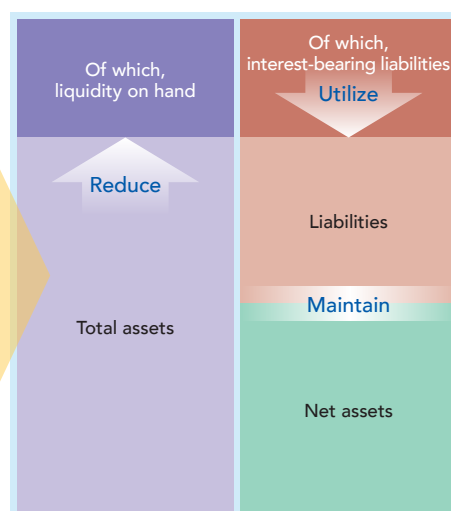 Of which,
liquidity on hand
Reduce
Total assets
Of which,
interest-bearing liabilities
Utilize
Liabilities
Maintain
Net assets